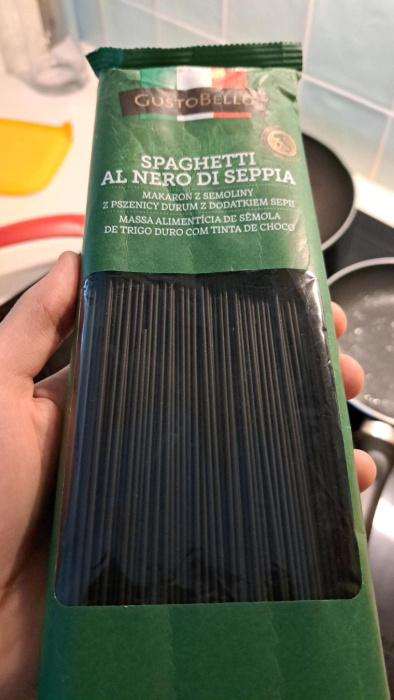 GUSTOBELLO
SPAGHETTI
AL NERO DI SEPPIA
MAKARON Z SEMOLINY
Z PSZENICY DURUM Z DODATKIEM SEPII
MASSA ALIMENTÍCIA DE SÊMOLA
DE TRIGO DURO COM TINTA DE CHOCO